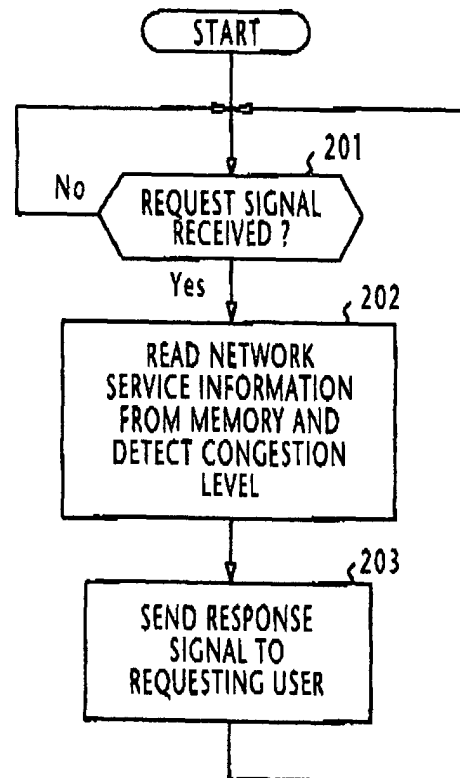 START
201
No
REQUEST SIGNAL
RECEIVED ?
Yes
202
READ NETWORK
SERVICE INFORMATION
FROM MEMORY AND
DETECT CONGESTION
LEVEL
203
SEND RESPONSE
SIGNAL TO
REQUESTING USER